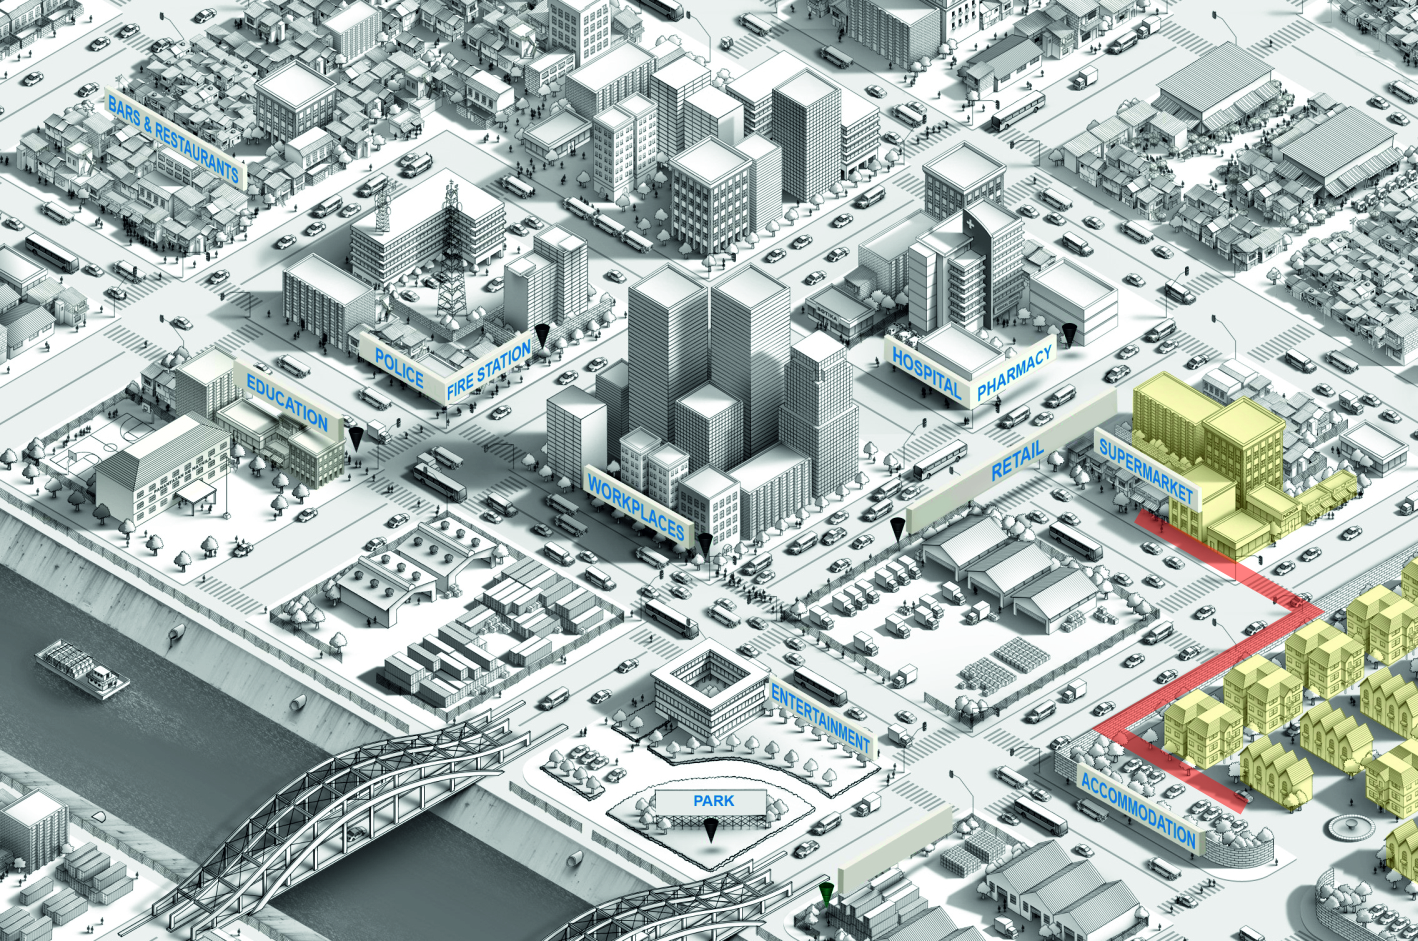 BARS & RESTAURANTS
POLICE
FIRE STATION
HOSPITAL
PHARMACY
EDUCATION
RETAIL
SUPERMARKET
WORKPLACES
ENTERTAINMENT
PARK
ACCOMMODATION